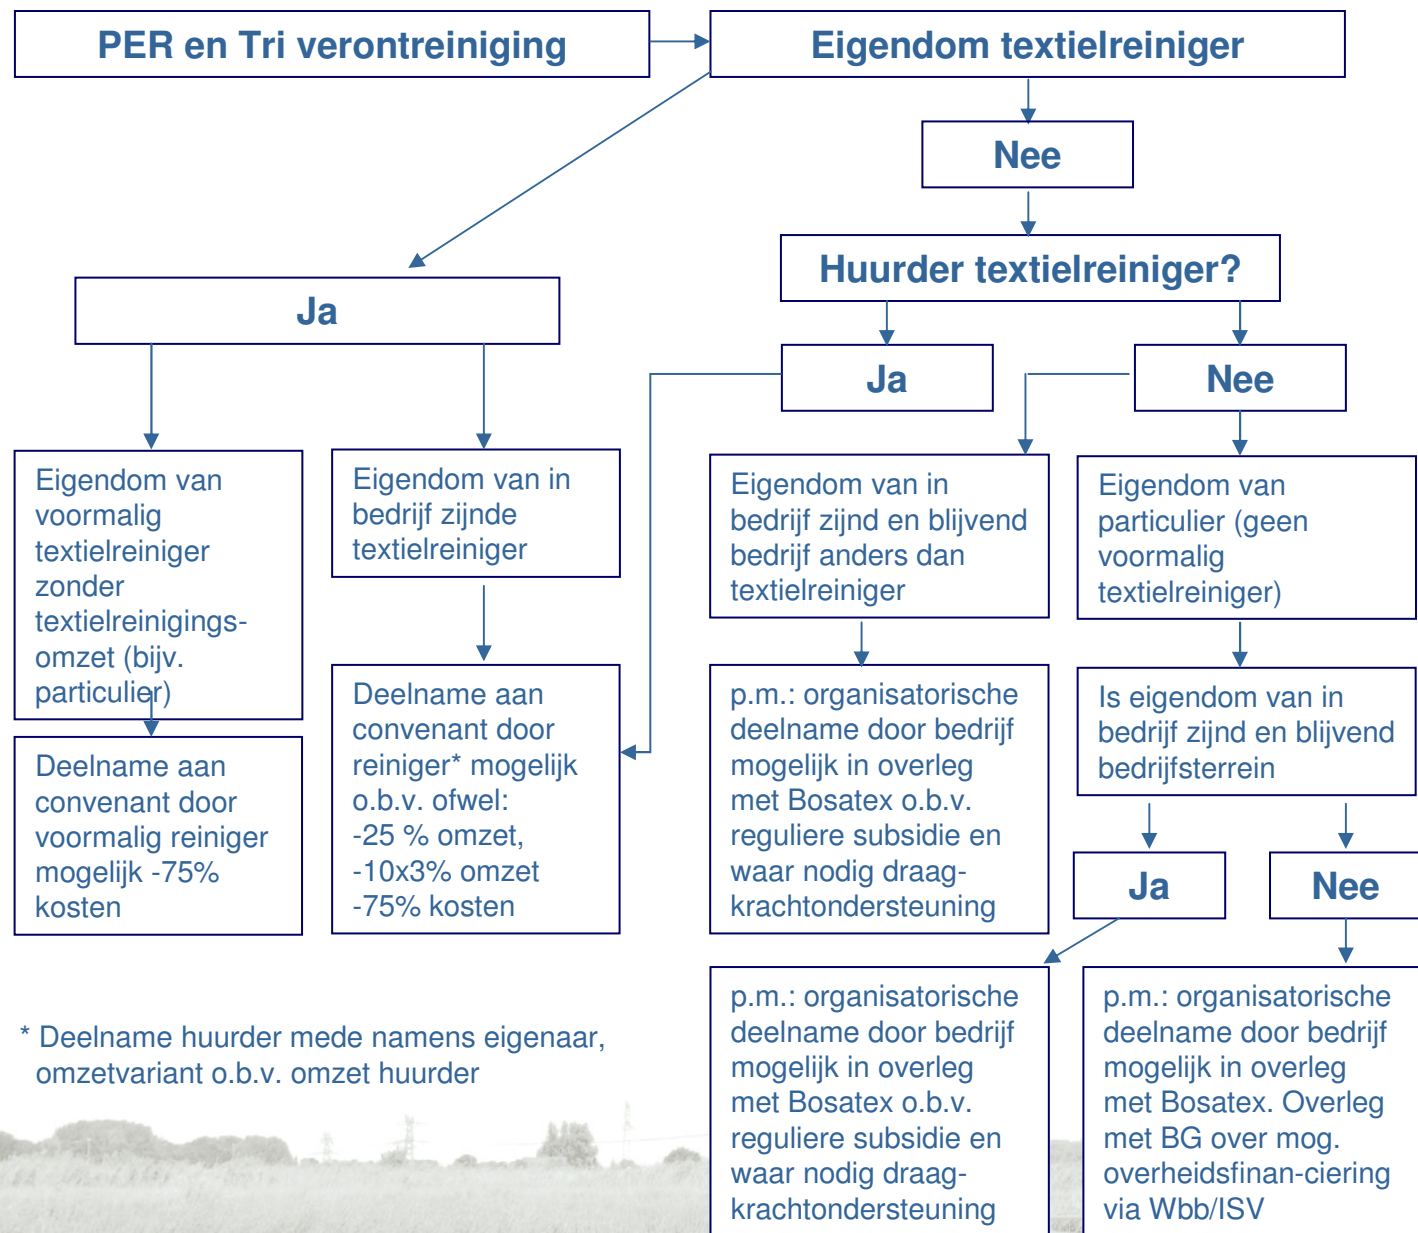 PER en Tri verontreiniging
Eigendom textielreiniger
Nee
Huurder textielreiniger?
Ja
Ja
Nee
Eigendom van
voormalig
textielreiniger
zonder
textielreinigings-
omzet (bijv.
particulier)
Eigendom van in
bedrijf zijnde
textielreiniger
Eigendom van in
bedrijf zijnd en blijvend
bedrijf anders dan
textielreiniger
Eigendom van
particulier (geen
voormalig
textielreiniger)
Deelname aan
convenant door
voormalig reiniger
mogelijk -75%
kosten
Deelname aan
convenant door
reiniger* mogelijk
o.b.v. ofwel:
-25 % omzet,
-10x3% omzet
-75% kosten
p.m.: organisatorische
deelname door bedrijf
mogelijk in overleg
met Bosatex o.b.v.
reguliere subsidie en
waar nodig draag-
krachtondersteuning
Is eigendom van in
bedrijf zijnd en blijvend
bedrijfsterrein
Ja
Nee
p.m.: organisatorische
deelname door bedrijf
mogelijk in overleg
met Bosatex o.b.v.
reguliere subsidie en
waar nodig draag-
krachtondersteuning
p.m.: organisatorische
deelname door bedrijf
mogelijk in overleg
met Bosatex. Overleg
met BG over mog.
overheidsfinan-ciering
via Wbb/ISV
* Deelname huurder mede namens eigenaar,
omzetvariant o.b.v. omzet huurder